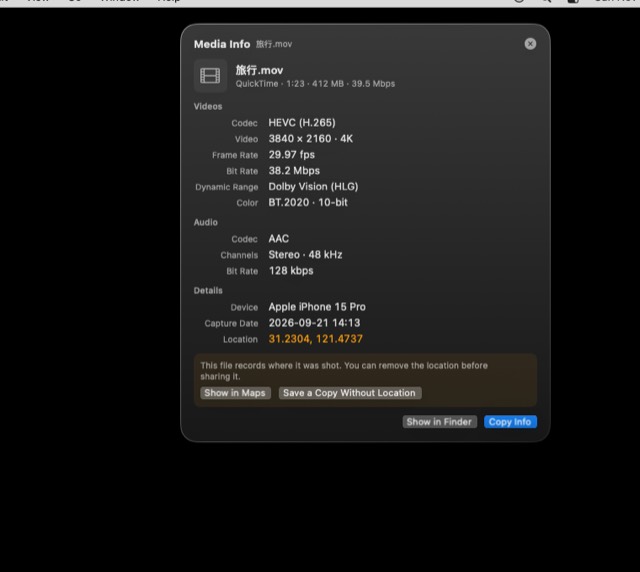 Media Info 旅行.mov
旅行.mov
QuickTime · 1:23 · 412 MB · 39.5 Mbps
Videos
Codec HEVC (H.265)
Video 3840 × 2160 · 4K
Frame Rate 29.97 fps
Bit Rate 38.2 Mbps
Dynamic Range Dolby Vision (HLG)
Color BT.2020 · 10-bit
Audio
Codec AAC
Channels Stereo · 48 kHz
Bit Rate 128 kbps
Details
Device Apple iPhone 15 Pro
Capture Date 2026-09-21 14:13
Location 31.2304, 121.4737
This file records where it was shot. You can remove the location before
sharing it.
Show in Maps Save a Copy Without Location
Show in Finder Copy Info